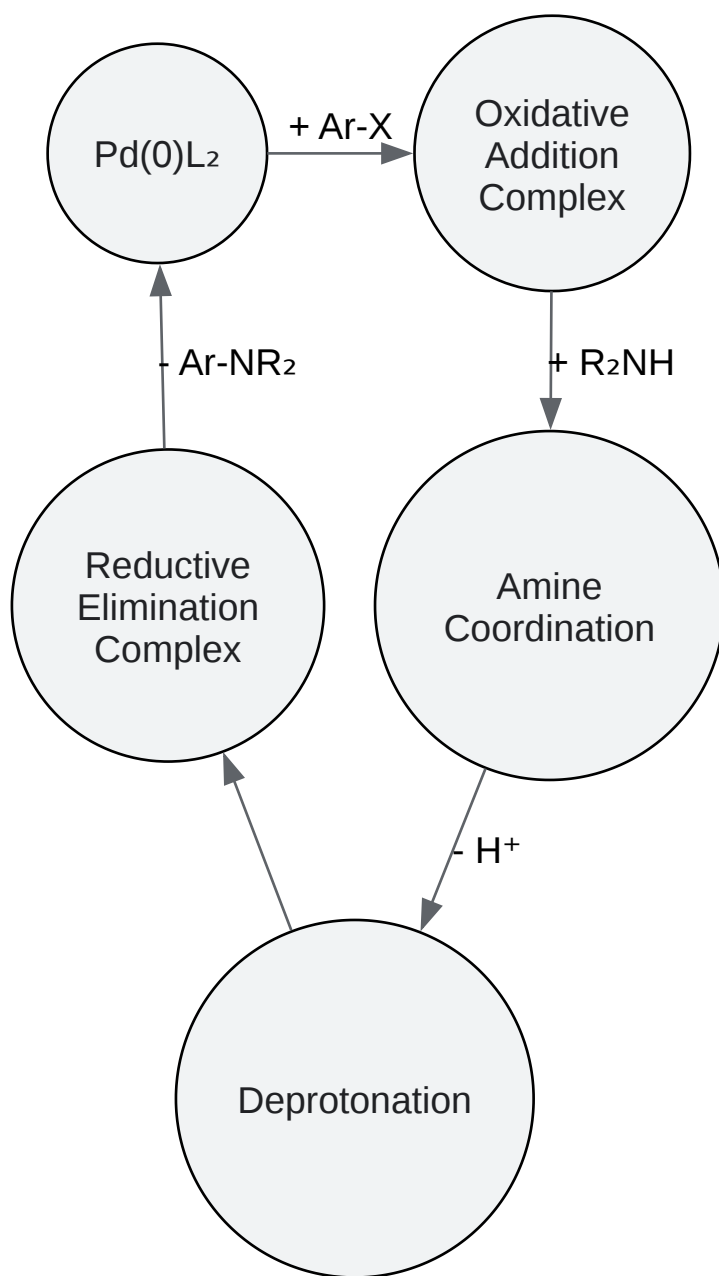 Pd(0)L₂
+ Ar-X
Oxidative
Addition
Complex
- Ar-NR₂
+ R₂NH
Reductive
Elimination
Complex
Amine
Coordination
- H⁺
Deprotonation